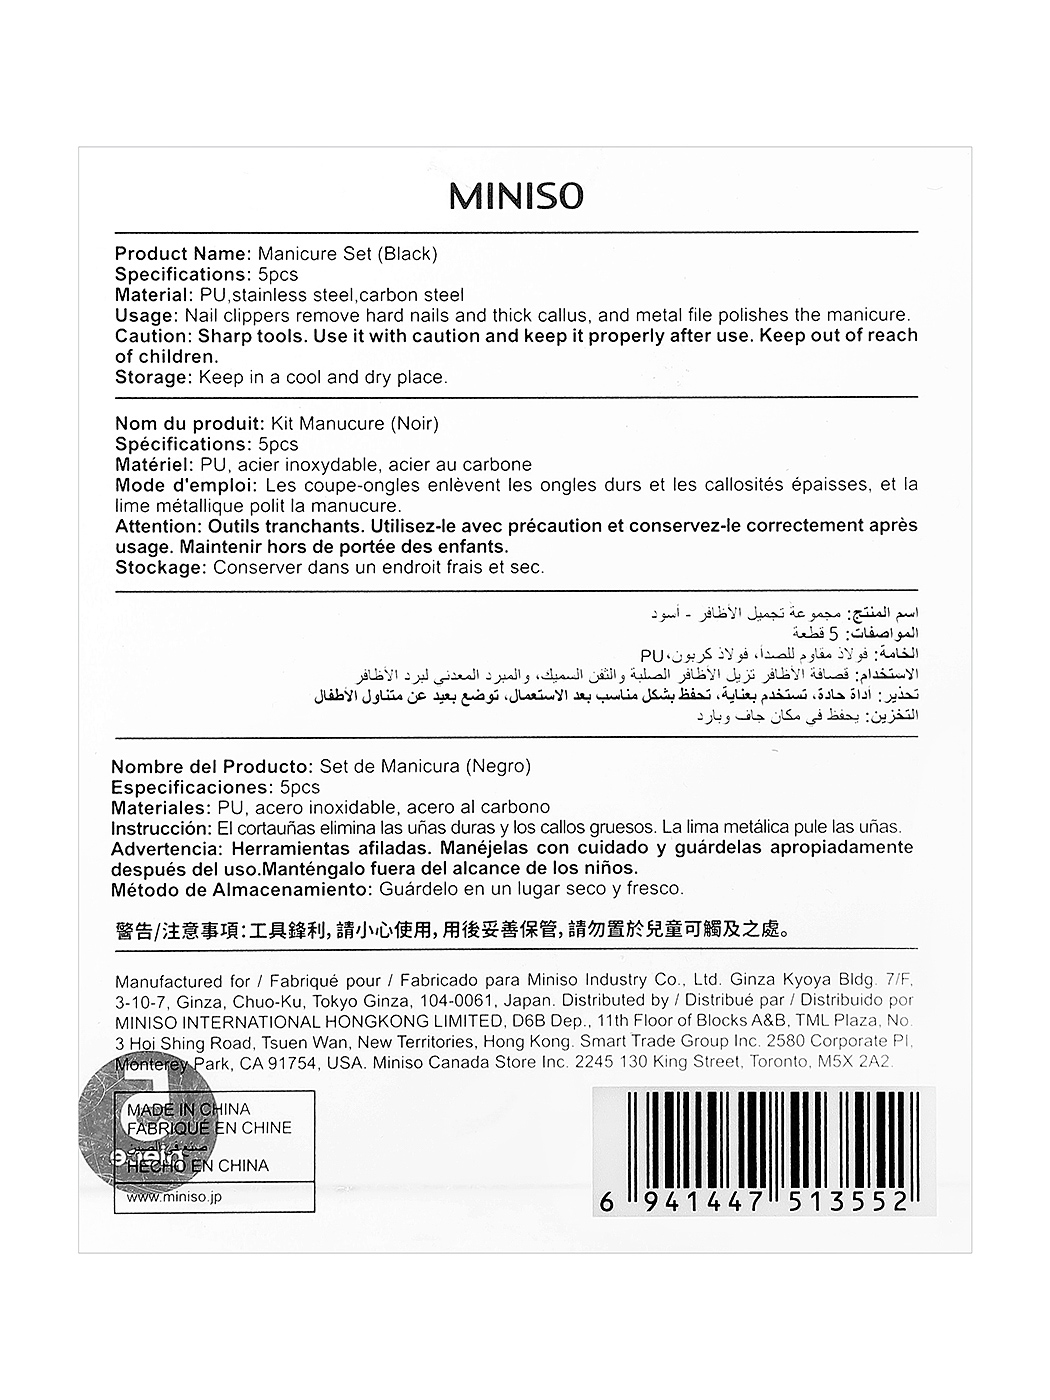 MINISO
Product Name: Manicure Set (Black)
Specifications: 5pcs
Material: PU,stainless steel,carbon steel
Usage: Nail clippers remove hard nails and thick callus, and metal file polishes the manicure.
Caution: Sharp tools. Use it with caution and keep it properly after use. Keep out of reach
of children.
Storage: Keep in a cool and dry place.
Nom du produit: Kit Manucure (Noir)
Spécifications: 5pcs
Matériel: PU, acier inoxydable, acier au carbone
Mode d'emploi: Les coupe-ongles enlèvent les ongles durs et les callosités épaisses, et la
lime métallique polit la manucure.
Attention: Outils tranchants. Utilisez-le avec précaution et conservez-le correctement après
usage. Maintenir hors de portée des enfants.
Stockage: Conserver dans un endroit frais et sec.
اسم المنتج: مجموعة تجميل الأظافر - أسود
المواصفات: 5 قطعة
الخامة: فولاذ مقاوم للصدأ، فولاذ كربون، PU
الاستخدام: قصافة الأظافر تزيل الأظافر الصلبة والثفن السميك، والمبرد المعدني لبرد الأظافر
تحذير: أداة حادة، تستخدم بعناية، تحفظ بشكل مناسب بعد الاستعمال، توضع بعيد عن متناول الأطفال
التخزين: يحفظ في مكان جاف وبارد
Nombre del Producto: Set de Manicura (Negro)
Especificaciones: 5pcs
Materiales: PU, acero inoxidable, acero al carbono
Instrucción: El cortauñas elimina las uñas duras y los callos gruesos. La lima metálica pule las uñas.
Advertencia: Herramientas afiladas. Manéjelas con cuidado y guárdelas apropiadamente
después del uso.Manténgalo fuera del alcance de los niños.
Método de Almacenamiento: Guárdelo en un lugar seco y fresco.
警告/注意事項:工具鋒利,請小心使用,用後妥善保管,請勿置於兒童可觸及之處。
Manufactured for / Fabriqué pour / Fabricado para Miniso Industry Co., Ltd. Ginza Kyoya Bldg. 7/F,
3-10-7, Ginza, Chuo-Ku, Tokyo Ginza, 104-0061, Japan. Distributed by / Distribué par / Distribuido por
MINISO INTERNATIONAL HONGKONG LIMITED, D6B Dep., 11th Floor of Blocks A&B, TML Plaza, No.
3 Hoi Shing Road, Tsuen Wan, New Territories, Hong Kong. Smart Trade Group Inc. 2580 Corporate Pl,
Monterey Park, CA 91754, USA. Miniso Canada Store Inc. 2245 130 King Street, Toronto, M5X 2A2.
MADE IN CHINA
FABRIQUÉ EN CHINE
صنع في الصين
HECHO EN CHINA
www.miniso.jp
6 941447 513552